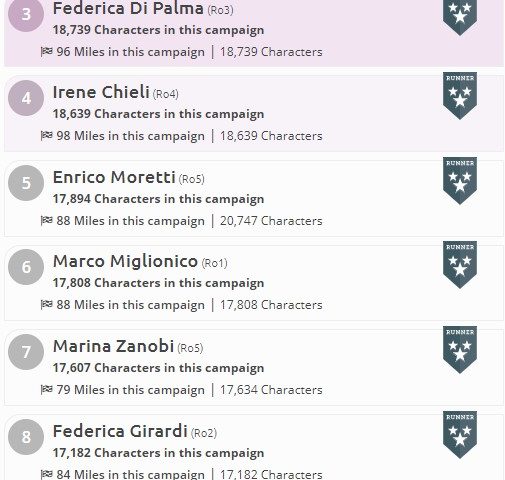 3
Federica Di Palma (Ro3)
18,739 Characters in this campaign
96 Miles in this campaign | 18,739 Characters
4
Irene Chieli (Ro4)
RUNNER
18,639 Characters in this campaign
98 Miles in this campaign | 18,639 Characters
5
Enrico Moretti (Ro5)
RUNNER
17,894 Characters in this campaign
88 Miles in this campaign | 20,747 Characters
6
Marco Miglionico (Ro1)
RUNNER
17,808 Characters in this campaign
88 Miles in this campaign | 17,808 Characters
7
Marina Zanobi (Ro5)
RUNNER
17,607 Characters in this campaign
79 Miles in this campaign | 17,634 Characters
8
Federica Girardi (Ro2)
RUNNER
17,182 Characters in this campaign
84 Miles in this campaign | 17,182 Characters